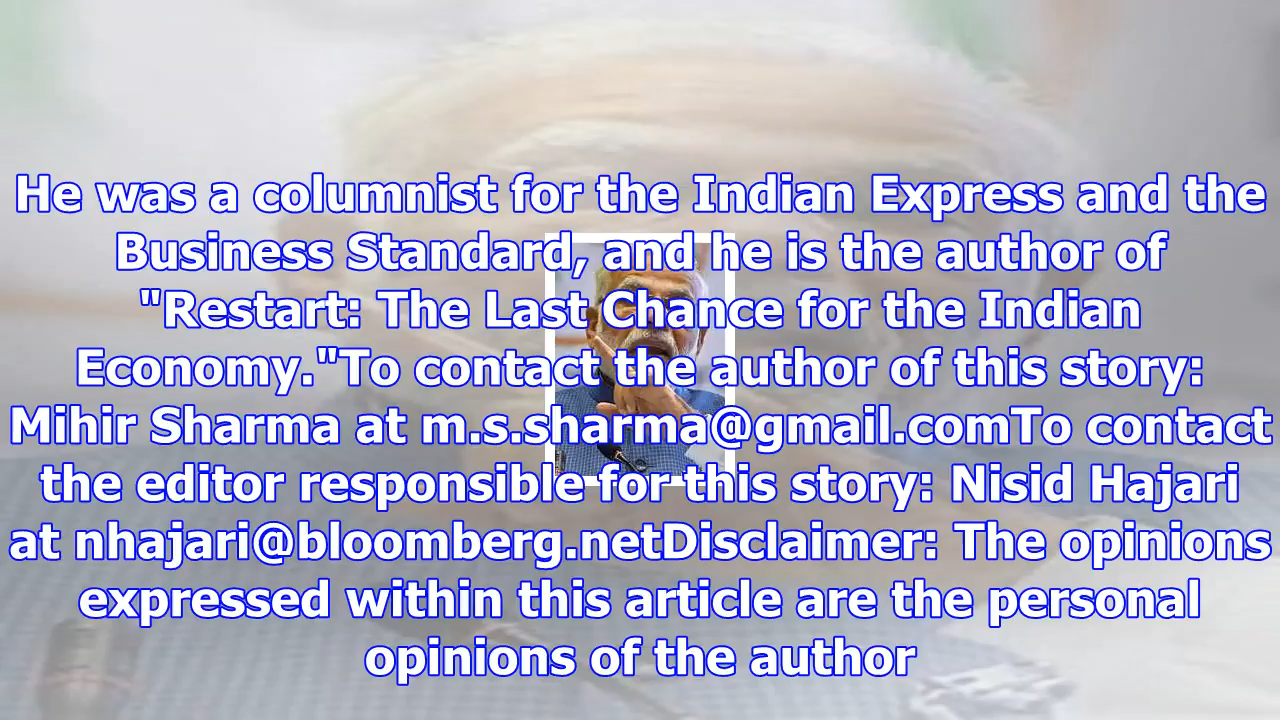 He was a columnist for the Indian Express and the
Business Standard, and he is the author of
"Restart: The Last Chance for the Indian
Economy."To contact the author of this story:
Mihir Sharma at m.s.sharma@gmail.comTo contact
the editor responsible for this story: Nisid Hajari
at nhajari@bloomberg.netDisclaimer: The opinions
expressed within this article are the personal
opinions of the author